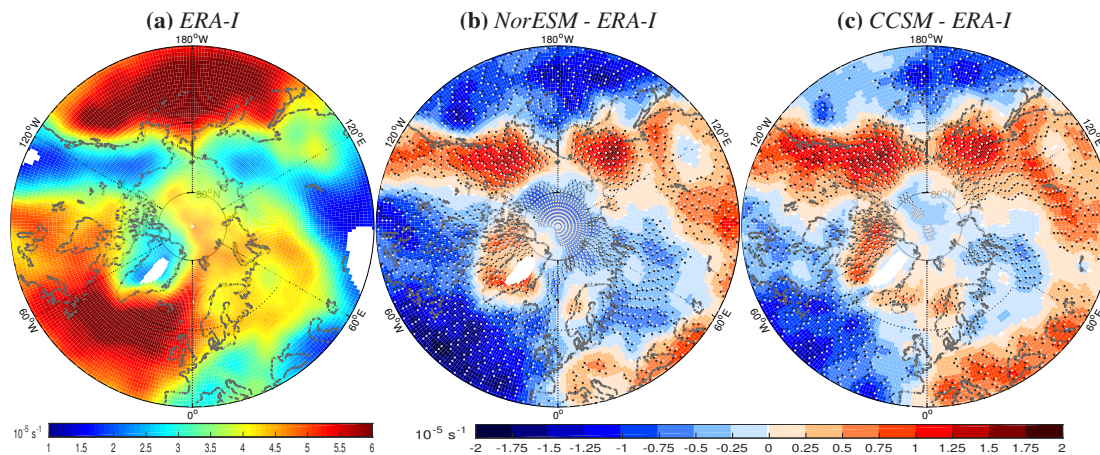 (a) ERA-I
(b) NorESM - ERA-I
(c) CCSM - ERA-I
180°W
180°W
180°W
120°W
120°E
120°W
120°E
120°W
120°E
80°N
80°N
80°N
60°W
60°E
60°W
60°E
60°W
60°E
0°
0°
0°
10⁻⁵ s⁻¹
1 1.5 2 2.5 3 3.5 4 4.5 5 5.5 6
10⁻⁵ s⁻¹
-2 -1.75 -1.5 -1.25 -1 -0.75 -0.5 -0.25 0 0.25 0.5 0.75 1 1.25 1.5 1.75 2